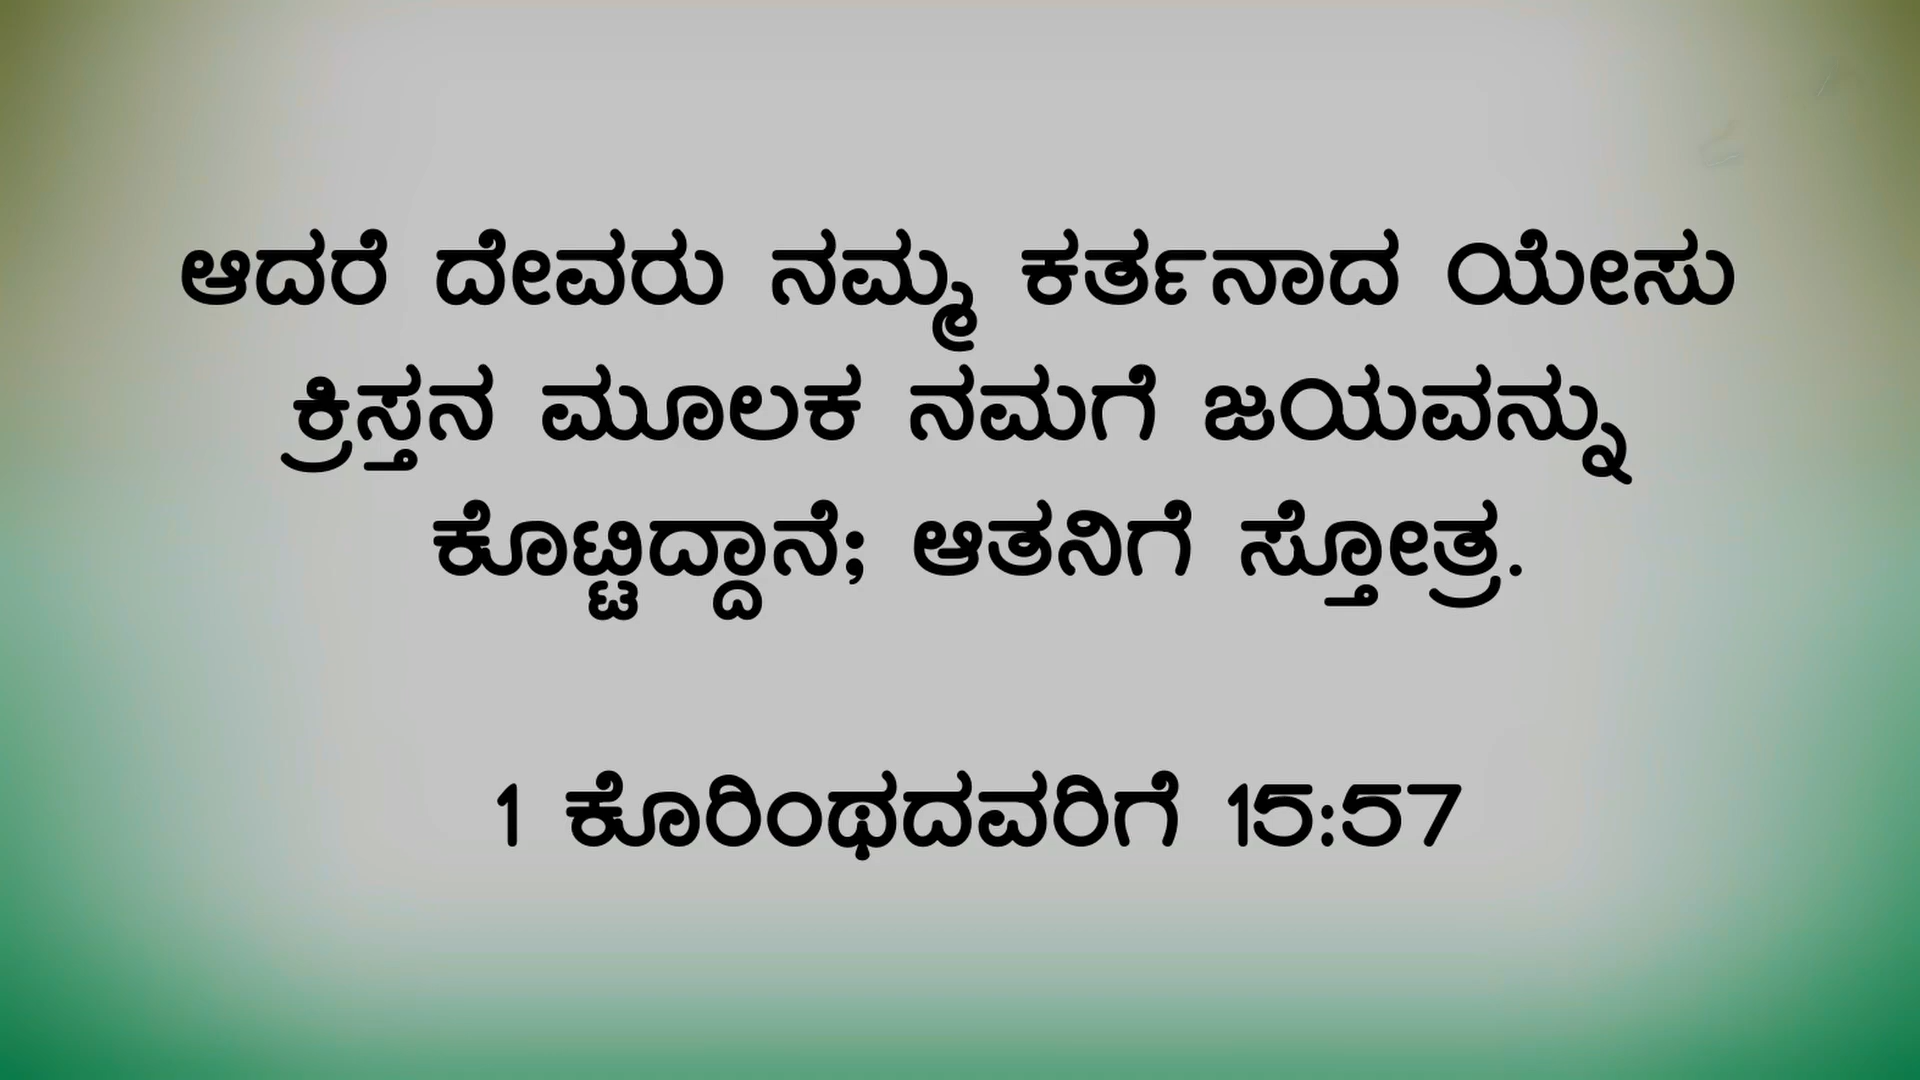 ಆದರೆ ದೇವರು ನಮ್ಮ ಕರ್ತನಾದ ಯೇಸು
ಕ್ರಿಸ್ತನ ಮೂಲಕ ನಮಗೆ ಜಯವನ್ನು
ಕೊಟ್ಟಿದ್ದಾನೆ; ಆತನಿಗೆ ಸ್ತೋತ್ರ.
1 ಕೊರಿಂಥದವರಿಗೆ 15:57